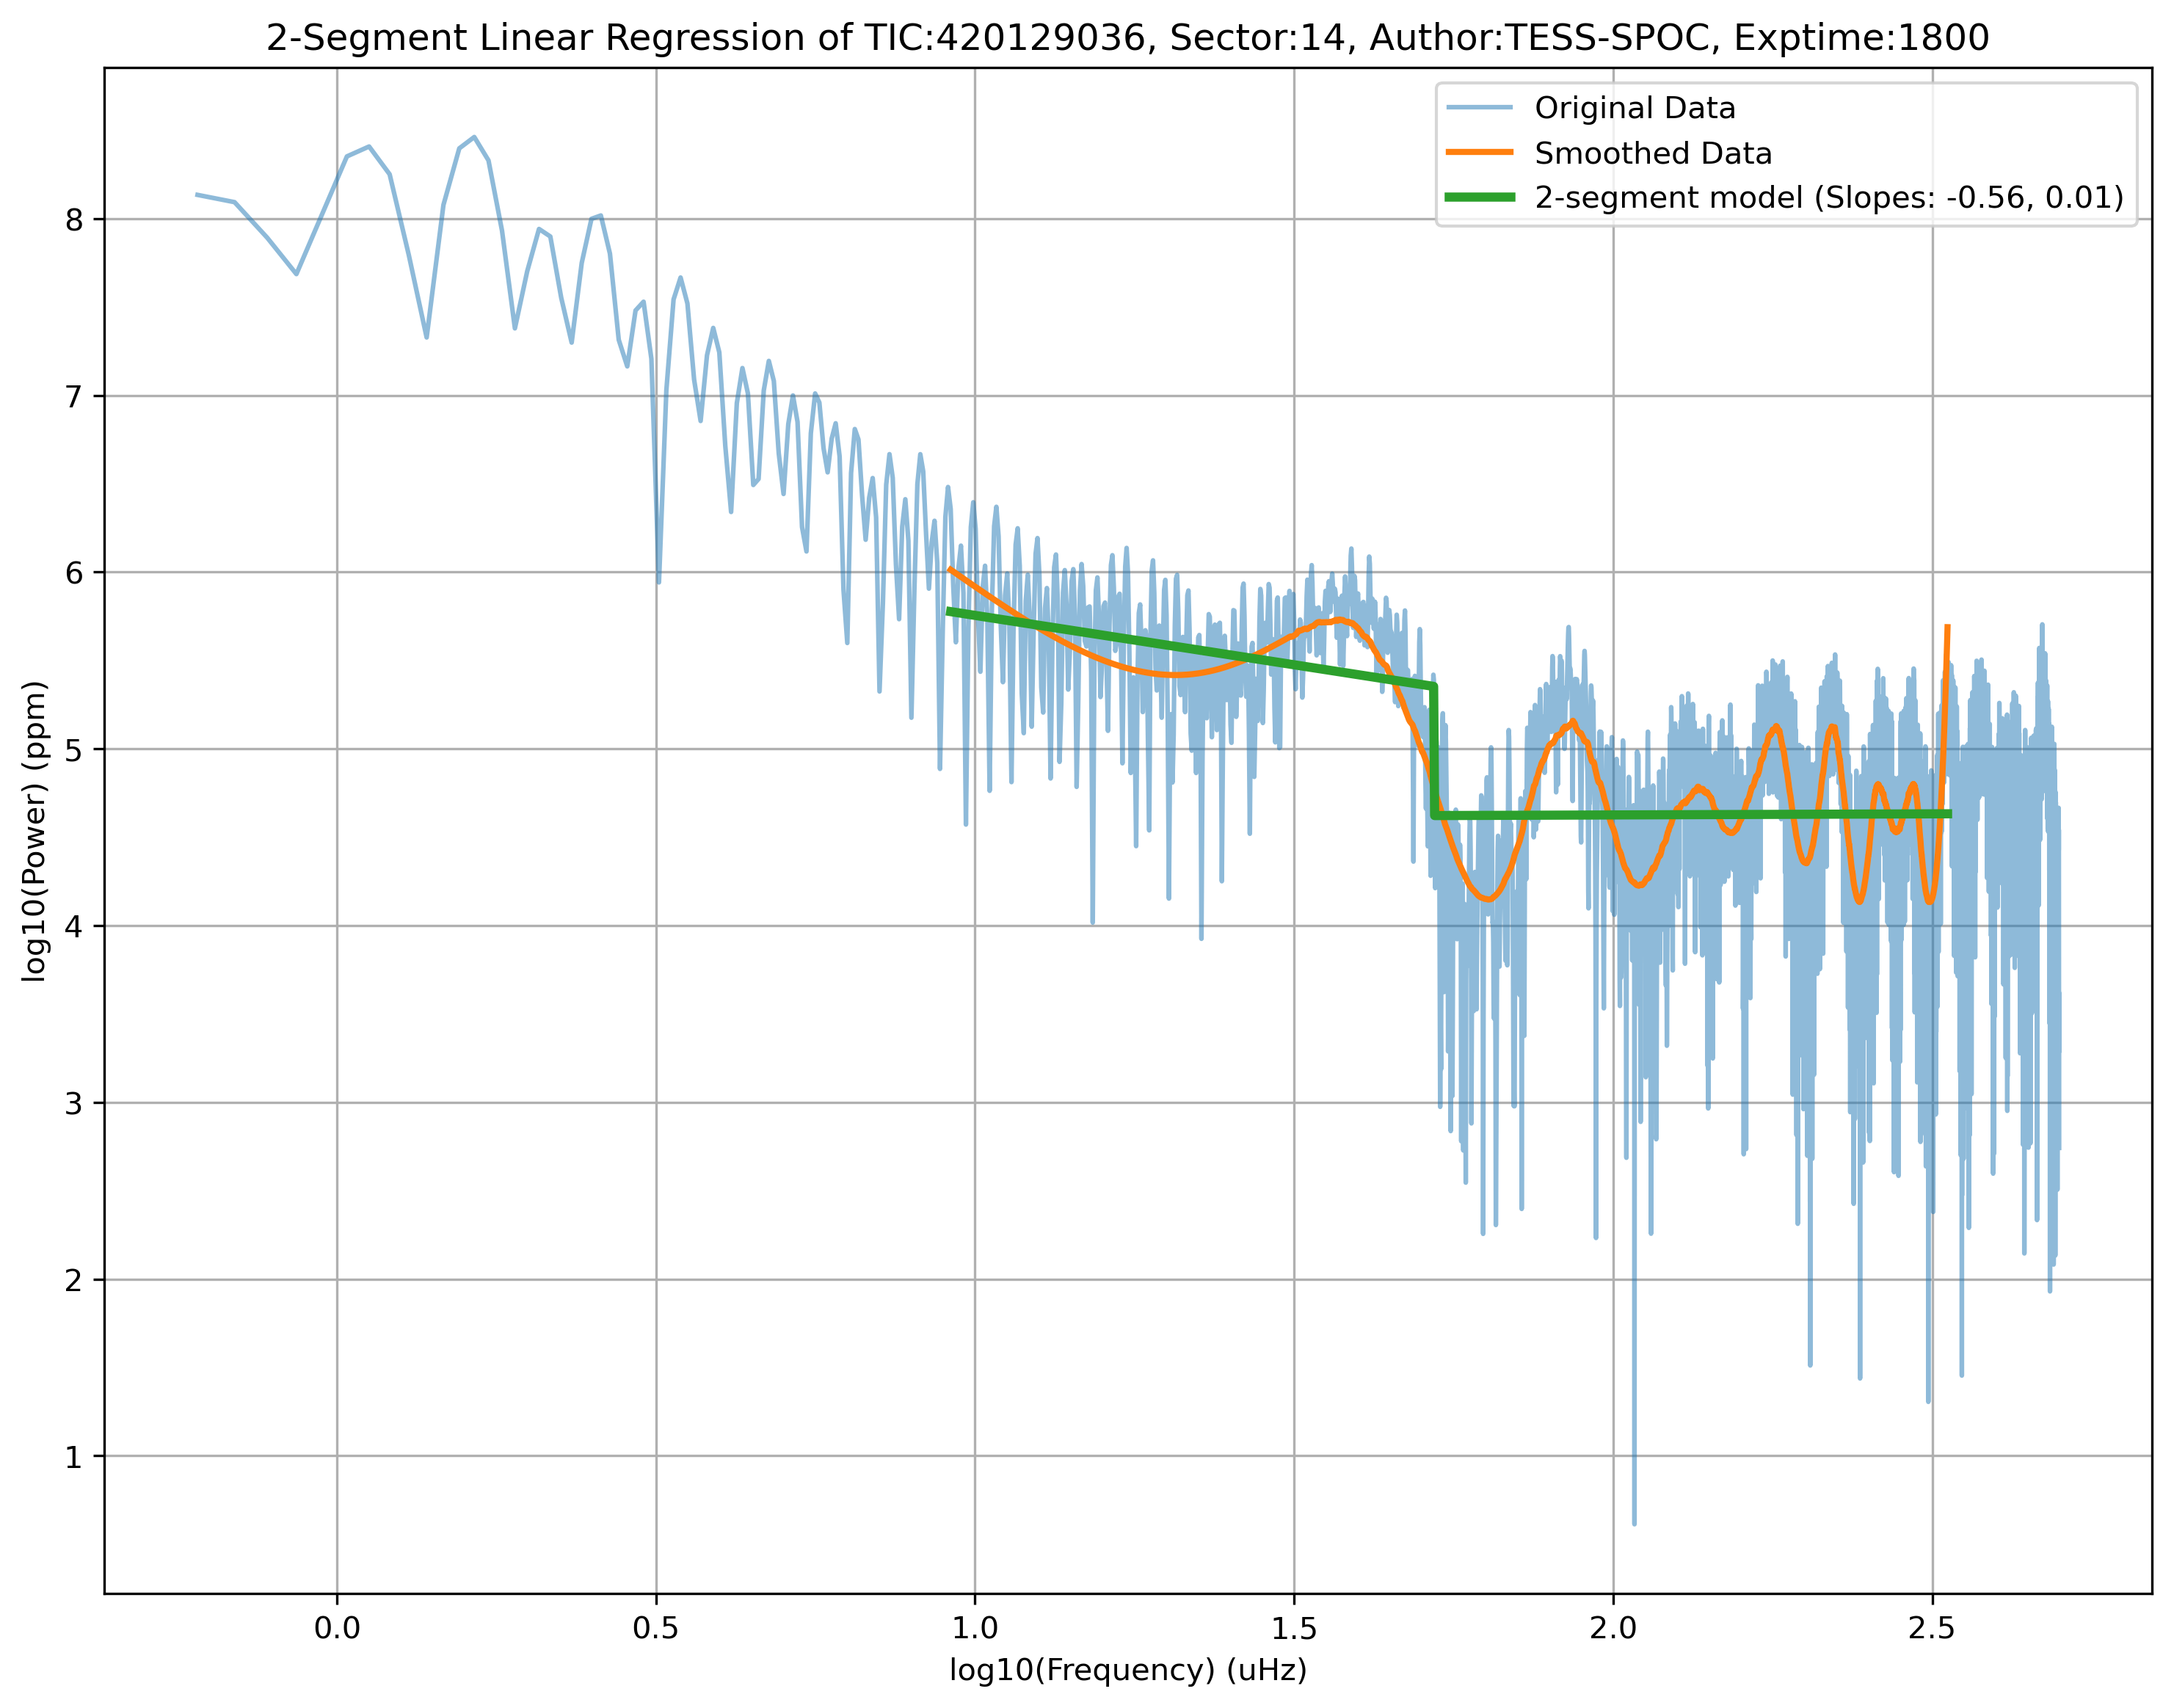 2-Segment Linear Regression of TIC:420129036, Sector:14, Author:TESS-SPOC, Exptime:1800
Original Data
Smoothed Data
2-segment model (Slopes: -0.56, 0.01)
log10(Power) (ppm)
8
7
6
5
4
3
2
1
0.0 0.5 1.0 1.5 2.0 2.5
log10(Frequency) (uHz)